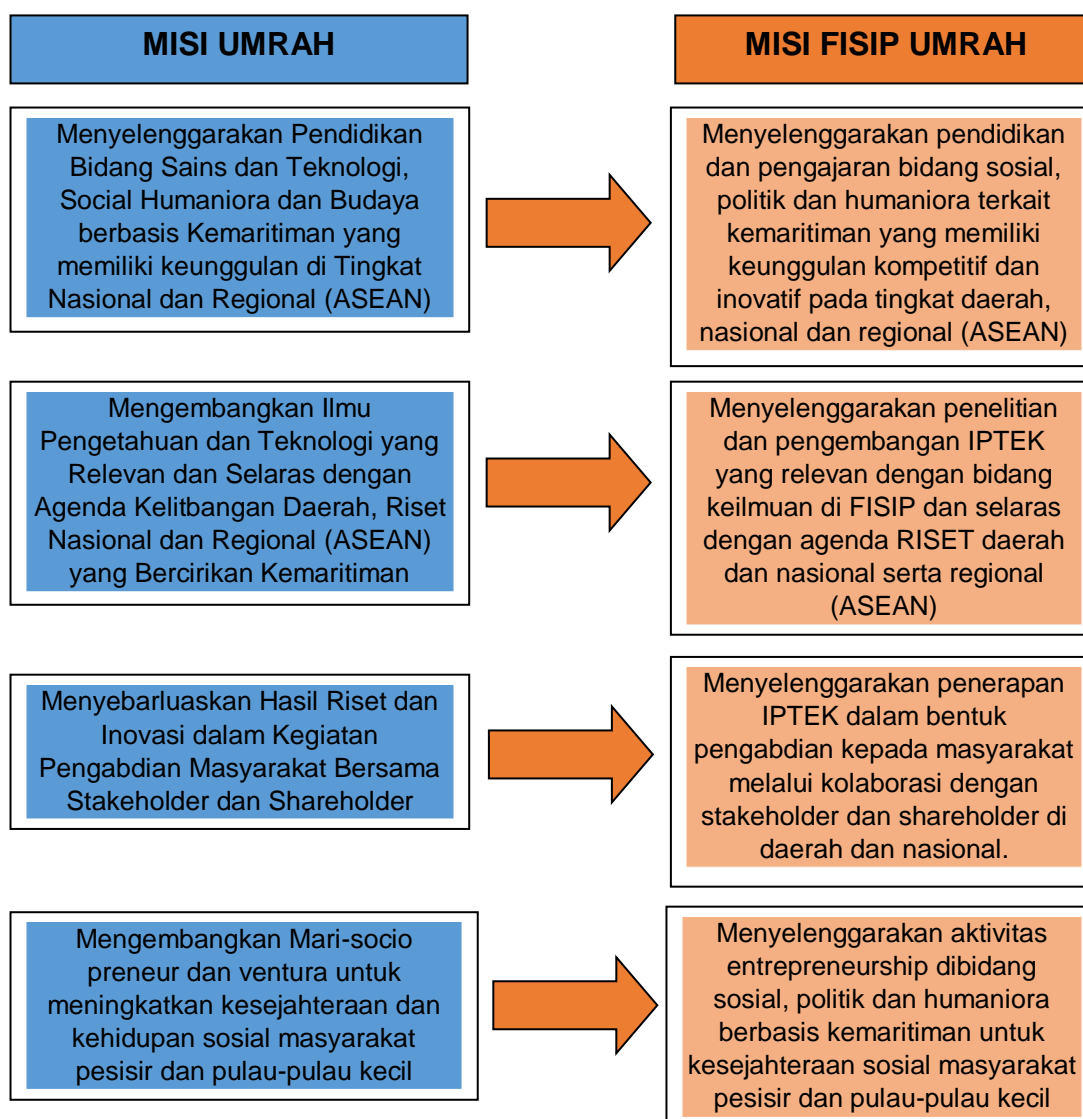 MISI UMRAH
MISI FISIP UMRAH
Menyelenggarakan Pendidikan
Bidang Sains dan Teknologi,
Social Humaniora dan Budaya
berbasis Kemaritiman yang
memiliki keunggulan di Tingkat
Nasional dan Regional (ASEAN)
Menyelenggarakan pendidikan
dan pengajaran bidang sosial,
politik dan humaniora terkait
kemaritiman yang memiliki
keunggulan kompetitif dan
inovatif pada tingkat daerah,
nasional dan regional (ASEAN)
Mengembangkan Ilmu
Pengetahuan dan Teknologi yang
Relevan dan Selaras dengan
Agenda Kelitbangan Daerah, Riset
Nasional dan Regional (ASEAN)
yang Bercirikan Kemaritiman
Menyelenggarakan penelitian
dan pengembangan IPTEK
yang relevan dengan bidang
keilmuan di FISIP dan selaras
dengan agenda RISET daerah
dan nasional serta regional
(ASEAN)
Menyebarluaskan Hasil Riset dan
Inovasi dalam Kegiatan
Pengabdian Masyarakat Bersama
Stakeholder dan Shareholder
Menyelenggarakan penerapan
IPTEK dalam bentuk
pengabdian kepada masyarakat
melalui kolaborasi dengan
stakeholder dan shareholder di
daerah dan nasional.
Mengembangkan Mari-socio
preneur dan ventura untuk
meningkatkan kesejahteraan dan
kehidupan sosial masyarakat
pesisir dan pulau-pulau kecil
Menyelenggarakan aktivitas
entrepreneurship dibidang
sosial, politik dan humaniora
berbasis kemaritiman untuk
kesejahteraan sosial masyarakat
pesisir dan pulau-pulau kecil